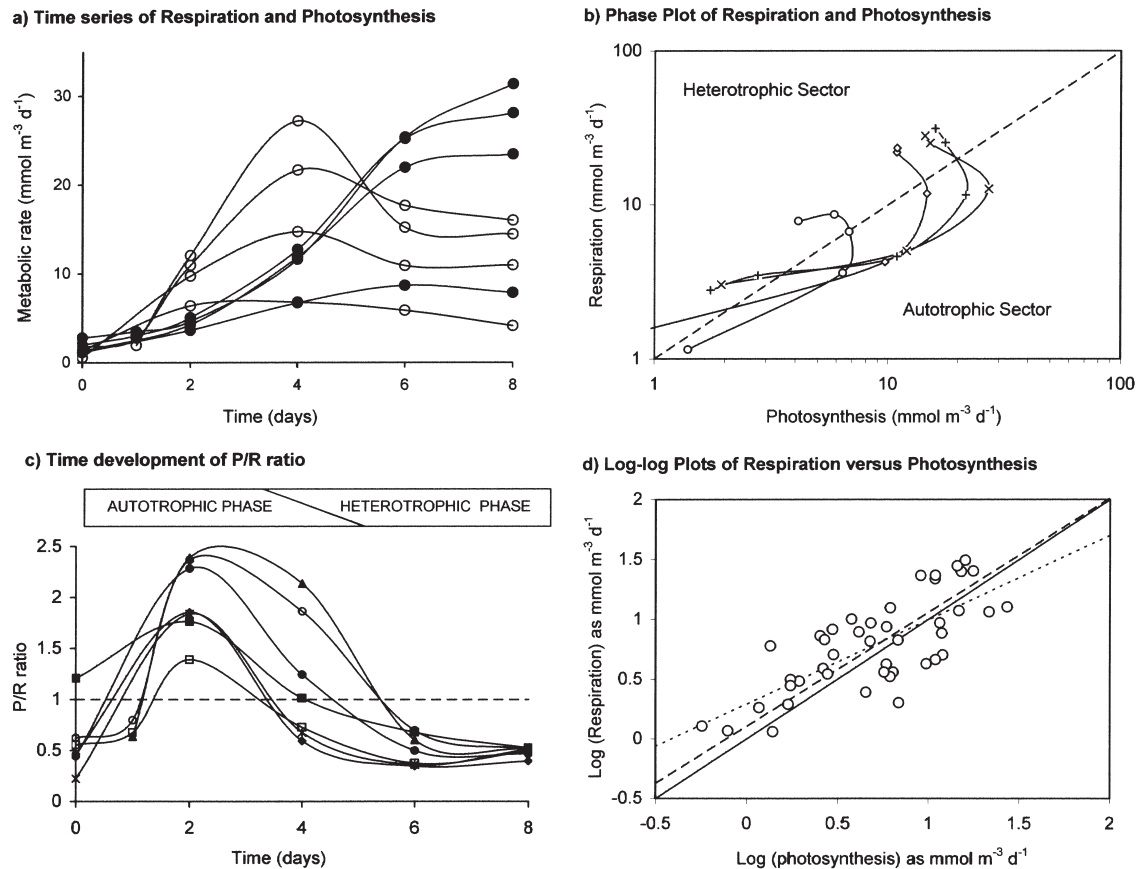 a) Time series of Respiration and Photosynthesis
Metabolic rate (mmol m⁻³ d⁻¹)
30
20
10
0
0 2 4 6 8
Time (days)
b) Phase Plot of Respiration and Photosynthesis
Respiration (mmol m⁻³ d⁻¹)
100
10
1
Heterotrophic Sector
Autotrophic Sector
1 10 100
Photosynthesis (mmol m⁻³ d⁻¹)
c) Time development of P/R ratio
AUTOTROPHIC PHASE HETEROTROPHIC PHASE
P/R ratio
2.5
2
1.5
1
0.5
0
0 2 4 6 8
Time (days)
d) Log-log Plots of Respiration versus Photosynthesis
Log (Respiration) as mmol m⁻³ d⁻¹
2
1.5
1
0.5
0
-0.5
-0.5 0 0.5 1 1.5 2
Log (photosynthesis) as mmol m⁻³ d⁻¹